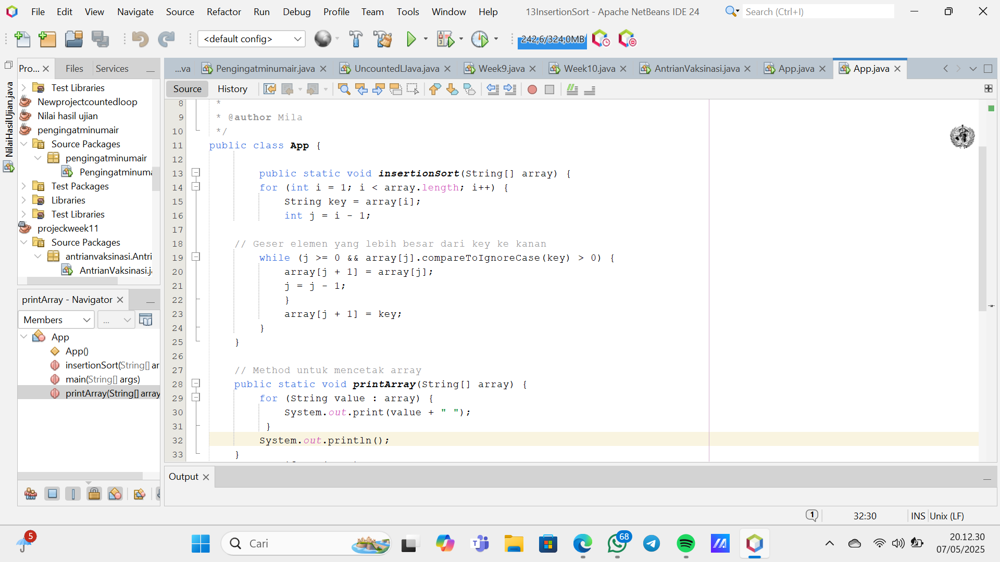 File Edit View Navigate Source Refactor Run Debug Profile Team Tools Window Help 13InsertionSort - Apache NetBeans IDE 24 Search (Ctrl+I)
<default config> 242,6/324,0MB
Pro... Files Services
...va Pengingatminumair.java UncountedLJava.java Week9.java Week10.java AntrianVaksinasi.java App.java App.java
Source History
NilaiHasilUjian.java
Test Libraries
Newprojectcountedloop
Nilai hasil ujian
pengingatminumair
Source Packages
pengingatminumair
Pengingatminuma
Test Packages
Libraries
Test Libraries
projeckweek11
Source Packages
antrianvaksinasi.Antri
AntrianVaksinasi.ja
printArray - Navigator
Members ...
App
App()
insertionSort(String[] ar
main(String[] args)
printArray(String[] array
8 *
9 * @author Mila
10 */
11 public class App {
12
13 public static void insertionSort(String[] array) {
14 for (int i = 1; i < array.length; i++) {
15 String key = array[i];
16 int j = i - 1;
17
18 // Geser elemen yang lebih besar dari key ke kanan
19 while (j >= 0 && array[j].compareToIgnoreCase(key) > 0) {
20 array[j + 1] = array[j];
21 j = j - 1;
22 }
23 array[j + 1] = key;
24 }
25 }
26
27 // Method untuk mencetak array
28 public static void printArray(String[] array) {
29 for (String value : array) {
30 System.out.print(value + " ");
31 }
32 System.out.println();
33 }
Output
1 32:30 INS Unix (LF)
5 Cari 68 20.12.30
07/05/2025